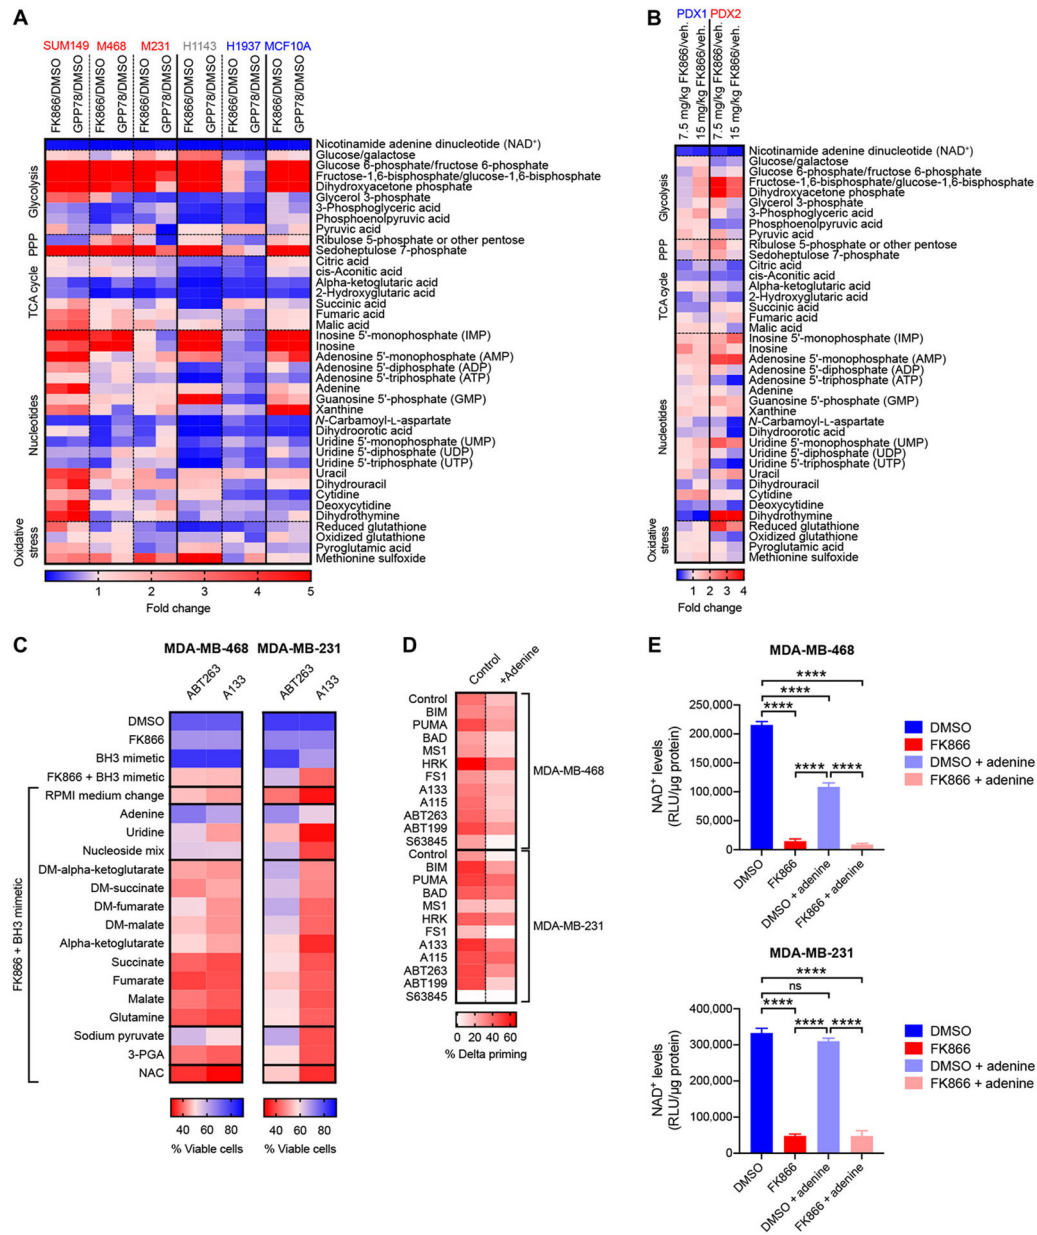 A
SUM149 M468 M231 H1143 H1937 MCF10A
FK866/DMSO
GPP78/DMSO
FK866/DMSO
GPP78/DMSO
FK866/DMSO
GPP78/DMSO
FK866/DMSO
GPP78/DMSO
FK866/DMSO
GPP78/DMSO
FK866/DMSO
GPP78/DMSO
Glycolysis
PPP
TCA cycle
Nucleotides
Oxidative
stress
Nicotinamide adenine dinucleotide (NAD⁺)
Glucose/galactose
Glucose 6-phosphate/fructose 6-phosphate
Fructose-1,6-bisphosphate/glucose-1,6-bisphosphate
Dihydroxyacetone phosphate
Glycerol 3-phosphate
3-Phosphoglyceric acid
Phosphoenolpyruvic acid
Pyruvic acid
Ribulose 5-phosphate or other pentose
Sedoheptulose 7-phosphate
Citric acid
cis-Aconitic acid
Alpha-ketoglutaric acid
2-Hydroxyglutaric acid
Succinic acid
Fumaric acid
Malic acid
Inosine 5'-monophosphate (IMP)
Inosine
Adenosine 5'-monophosphate (AMP)
Adenosine 5'-diphosphate (ADP)
Adenosine 5'-triphosphate (ATP)
Adenine
Guanosine 5'-phosphate (GMP)
Xanthine
N-Carbamoyl-L-aspartate
Dihydroorotic acid
Uridine 5'-monophosphate (UMP)
Uridine 5'-diphosphate (UDP)
Uridine 5'-triphosphate (UTP)
Uracil
Dihydrouracil
Cytidine
Deoxycytidine
Dihydrothymine
Reduced glutathione
Oxidized glutathione
Pyroglutamic acid
Methionine sulfoxide
1 2 3 4 5
Fold change
B
PDX1 PDX2
7.5 mg/kg FK866/veh.
15 mg/kg FK866/veh.
7.5 mg/kg FK866/veh.
15 mg/kg FK866/veh.
Glycolysis
PPP
TCA cycle
Nucleotides
Oxidative
stress
Nicotinamide adenine dinucleotide (NAD⁺)
Glucose/galactose
Glucose 6-phosphate/fructose 6-phosphate
Fructose-1,6-bisphosphate/glucose-1,6-bisphosphate
Dihydroxyacetone phosphate
Glycerol 3-phosphate
3-Phosphoglyceric acid
Phosphoenolpyruvic acid
Pyruvic acid
Ribulose 5-phosphate or other pentose
Sedoheptulose 7-phosphate
Citric acid
cis-Aconitic acid
Alpha-ketoglutaric acid
2-Hydroxyglutaric acid
Succinic acid
Fumaric acid
Malic acid
Inosine 5'-monophosphate (IMP)
Inosine
Adenosine 5'-monophosphate (AMP)
Adenosine 5'-diphosphate (ADP)
Adenosine 5'-triphosphate (ATP)
Adenine
Guanosine 5'-phosphate (GMP)
Xanthine
N-Carbamoyl-L-aspartate
Dihydroorotic acid
Uridine 5'-monophosphate (UMP)
Uridine 5'-diphosphate (UDP)
Uridine 5'-triphosphate (UTP)
Uracil
Dihydrouracil
Cytidine
Deoxycytidine
Dihydrothymine
Reduced glutathione
Oxidized glutathione
Pyroglutamic acid
Methionine sulfoxide
1 2 3 4
Fold change
C
MDA-MB-468 MDA-MB-231
ABT263 A133 ABT263 A133
DMSO
FK866
BH3 mimetic
FK866 + BH3 mimetic
RPMI medium change
Adenine
Uridine
Nucleoside mix
DM-alpha-ketoglutarate
DM-succinate
DM-fumarate
DM-malate
Alpha-ketoglutarate
Succinate
Fumarate
Malate
Glutamine
Sodium pyruvate
3-PGA
NAC
FK866 + BH3 mimetic
40 60 80 40 60 80
% Viable cells % Viable cells
D
Control +Adenine
Control
BIM
PUMA
BAD
MS1
HRK
FS1
A133
A115
ABT263
ABT199
S63845
MDA-MB-468
Control
BIM
PUMA
BAD
MS1
HRK
FS1
A133
A115
ABT263
ABT199
S63845
MDA-MB-231
0 20 40 60
% Delta priming
E
MDA-MB-468
NAD⁺ levels
(RLU/μg protein)
250,000
200,000
150,000
100,000
50,000
0
****
****
****
**** ****
DMSO
FK866
DMSO + adenine
FK866 + adenine
DMSO
FK866
DMSO + adenine
FK866 + adenine
MDA-MB-231
NAD⁺ levels
(RLU/μg protein)
400,000
300,000
200,000
100,000
0
****
ns
**** **** ****
DMSO
FK866
DMSO + adenine
FK866 + adenine
DMSO
FK866
DMSO + adenine
FK866 + adenine